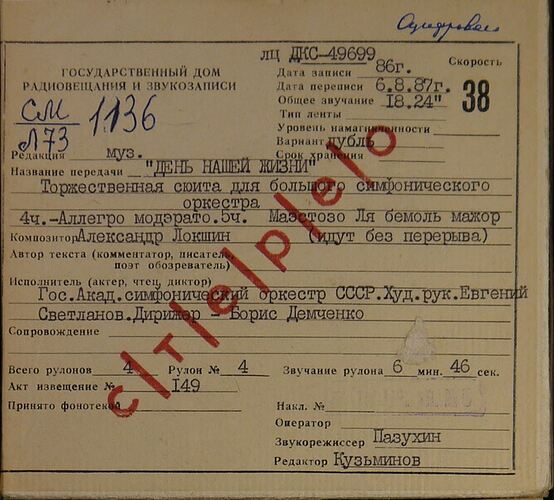 Оцифрован
лц ДКС-49699
ГОСУДАРСТВЕННЫЙ ДОМ
РАДИОВЕЩАНИЯ И ЗВУКОЗАПИСИ
Дата записи 86г.
Скорость
Дата переписи 6.8.87г.
38
Общее звучание 18.24"
Тип ленты
Уровень намагниченности
Вариант дубль
Срок хранения
СМ 1136
Л73
Редакция муз.
Название передачи "ДЕНЬ НАШЕЙ ЖИЗНИ"
Торжественная сюита для большого симфонического
оркестра
4ч.-Аллегро модэрато.5ч. Маэстозо Ля бемоль мажор
Композитор Александр Локшин (идут без перерыва)
Автор текста (комментатор, писатель,
поэт обозреватель)
Исполнитель (актер, чтец, диктор)
Гос.Акад.симфонический оркестр СССР.Худ.рук.Евгений
Светланов.Дирижер - Борис Демченко
Сопровождение
с/т/е/р/е/о
Всего рулонов 4 Рулон № 4 Звучание рулона 6 мин. 46 сек.
Акт извещение № 149
Принято фонотекой
Накл. №
Оператор
Звукорежиссер Пазухин
Редактор Кузьминов